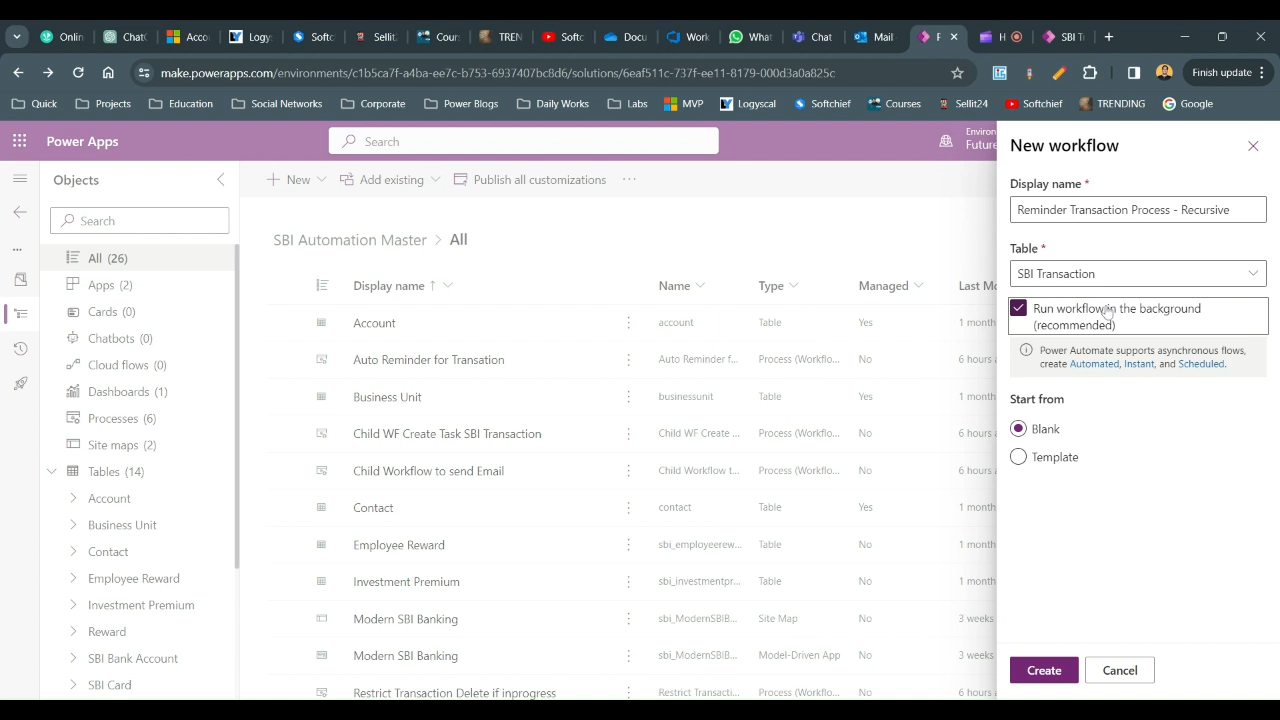 Onlin
ChatC
Acco
Logy:
Softc
Sellit:
Cour:
TREN
Softc
Docu
Work
What
Chat
Mail
F
H
SBI T
make.powerapps.com/environments/c1b5ca7f-a4ba-ee7c-b753-6937407bc8d6/solutions/6eaf511c-737f-ee11-8179-000d3a0a825c
Finish update
Quick
Projects
Education
Social Networks
Corporate
Power Blogs
Daily Works
Labs
MVP
Logyscal
Softchief
Courses
Sellit24
Softchief
TRENDING
Google
Power Apps
Search
Environ
Future
Objects
Search
All (26)
Apps (2)
Cards (0)
Chatbots (0)
Cloud flows (0)
Dashboards (1)
Processes (6)
Site maps (2)
Tables (14)
Account
Business Unit
Contact
Employee Reward
Investment Premium
Reward
SBI Bank Account
SBI Card
New
Add existing
Publish all customizations
SBI Automation Master > All
Display name ↑ Name Type Managed Last Mo
Account account Table Yes 1 month
Auto Reminder for Transation Auto Reminder f... Process (Workflo... No 6 hours a
Business Unit businessunit Table Yes 1 month
Child WF Create Task SBI Transaction Child WF Create ... Process (Workflo... No 6 hours a
Child Workflow to send Email Child Workflow t... Process (Workflo... No 6 hours a
Contact contact Table Yes 1 month
Employee Reward sbi_employeerew... Table No 1 month
Investment Premium sbi_investmentpr... Table No 1 month
Modern SBI Banking sbi_ModernSBIB... Site Map No 3 weeks
Modern SBI Banking sbi_ModernSBIB... Model-Driven App No 3 weeks
Restrict Transaction Delete if inprogress Restrict Transacti... Process (Workflo... No 6 hours a
New workflow
Display name *
Reminder Transaction Process - Recursive
Table *
SBI Transaction
Run workflow in the background
(recommended)
Power Automate supports asynchronous flows,
create Automated, Instant, and Scheduled.
Start from
Blank
Template
Create
Cancel